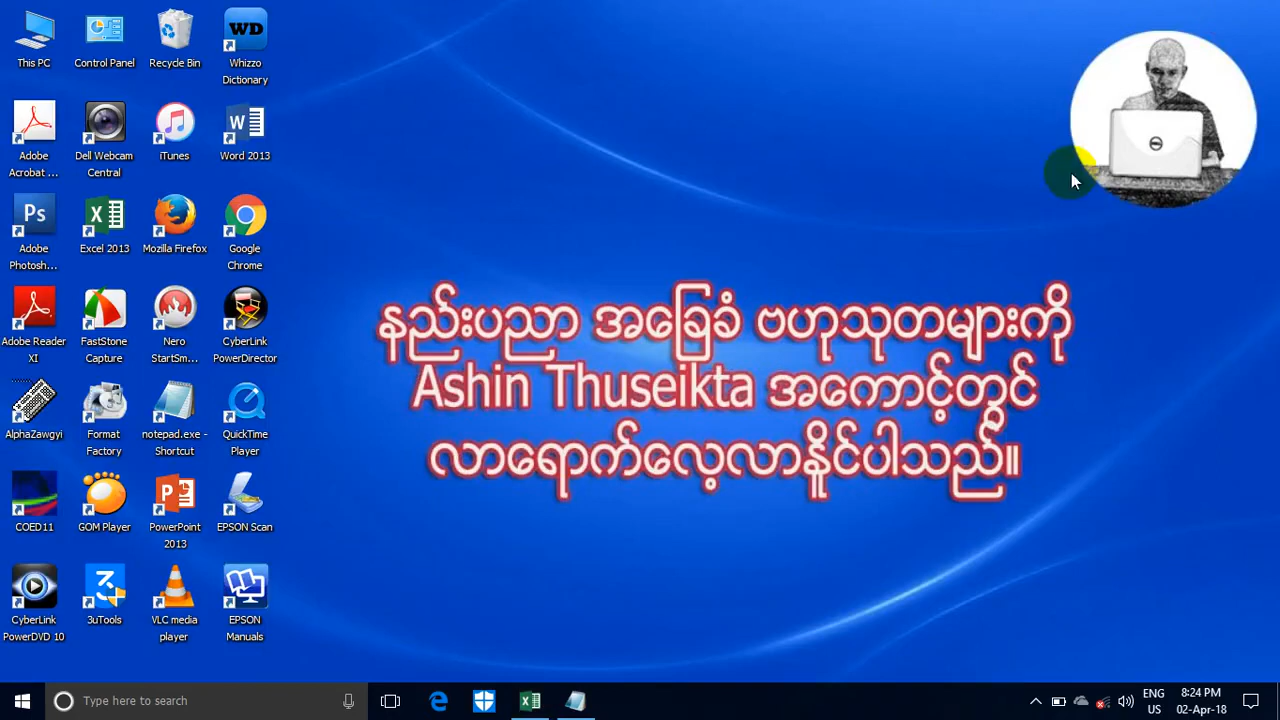 This PC
Control Panel
Recycle Bin
WD
Whizzo
Dictionary
Adobe
Acrobat ...
Dell Webcam
Central
iTunes
Word 2013
Adobe
Photosh...
Excel 2013
Mozilla Firefox
Google
Chrome
Adobe Reader
XI
FastStone
Capture
Nero
StartSm...
CyberLink
PowerDirector
AlphaZawgyi
Format
Factory
notepad.exe -
Shortcut
QuickTime
Player
COED11
GOM Player
PowerPoint
2013
EPSON Scan
CyberLink
PowerDVD 10
3uTools
VLC media
player
EPSON
Manuals
နည်းပညာ အခြေခံ ဗဟုသုတများကို
Ashin Thuseikta အကောင့်တွင်
လာရောက်လေ့လာနိူင်ပါသည်။
Type here to search
ENG
US
8:24 PM
02-Apr-18